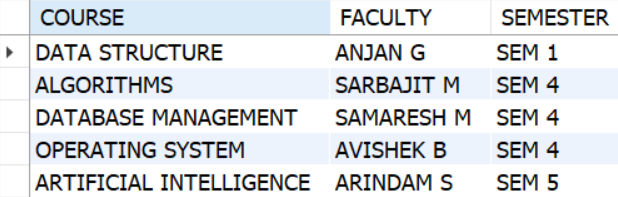 COURSE FACULTY SEMESTER
DATA STRUCTURE ANJAN G SEM 1
ALGORITHMS SARBAJIT M SEM 4
DATABASE MANAGEMENT SAMARESH M SEM 4
OPERATING SYSTEM AVISHEK B SEM 4
ARTIFICIAL INTELLIGENCE ARINDAM S SEM 5